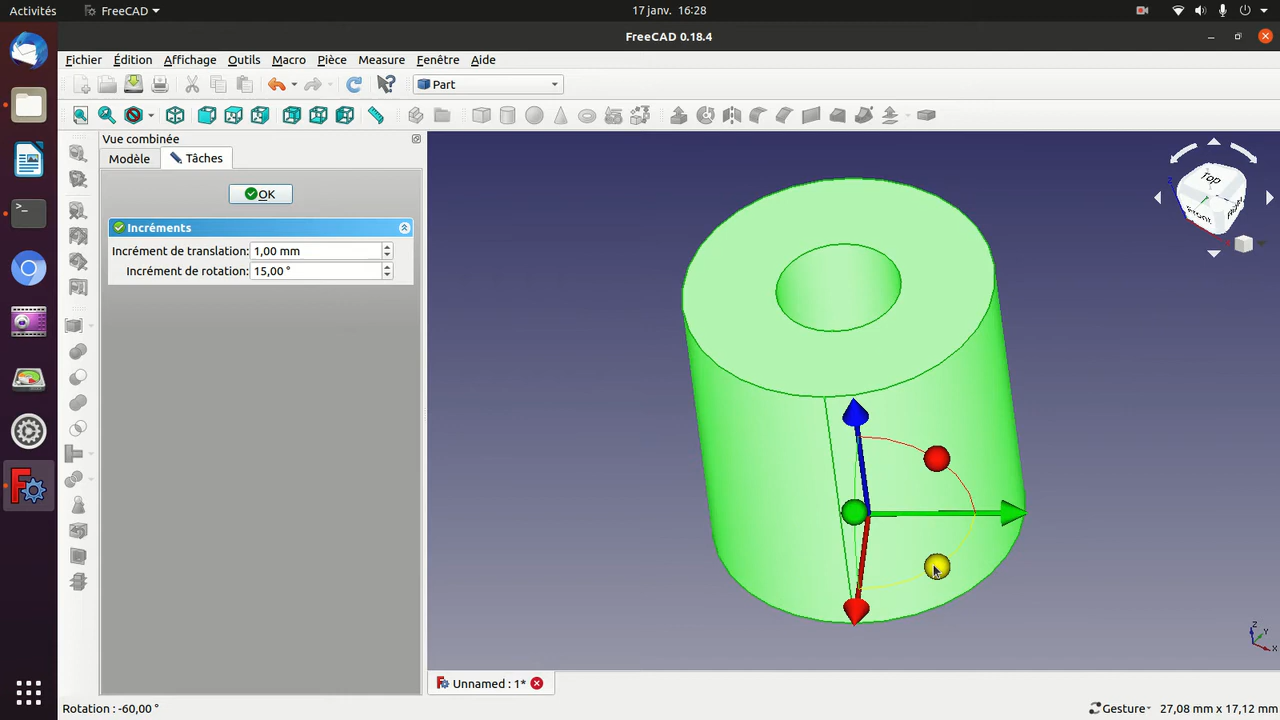 Activités
FreeCAD
17 janv. 16:28
FreeCAD 0.18.4
Fichier Édition Affichage Outils Macro Pièce Mesure Fenêtre Aide
Part
Vue combinée
Modèle
Tâches
OK
Incréments
Incrément de translation: 1,00 mm
Incrément de rotation: 15,00 °
Top
Front
Z
Y
X
Unnamed : 1*
Rotation : -60,00 °
Gesture
27,08 mm x 17,12 mm